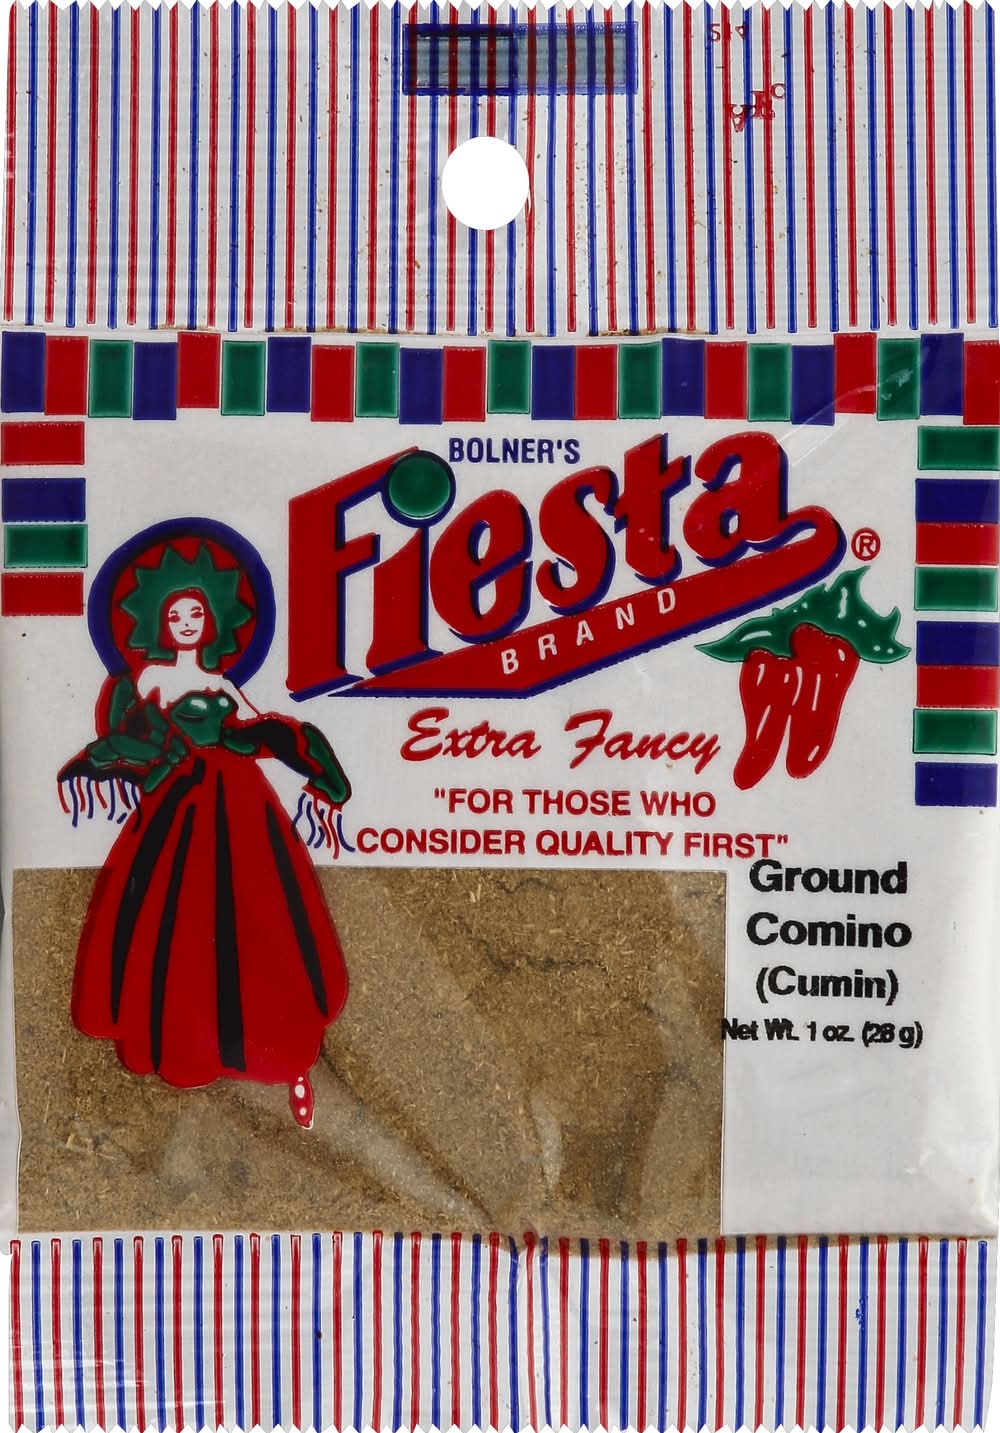 BOLNER'S
Fiesta®
BRAND
Extra Fancy
"FOR THOSE WHO
CONSIDER QUALITY FIRST"
Ground
Comino
(Cumin)
Net Wt. 1 oz. (28 g)